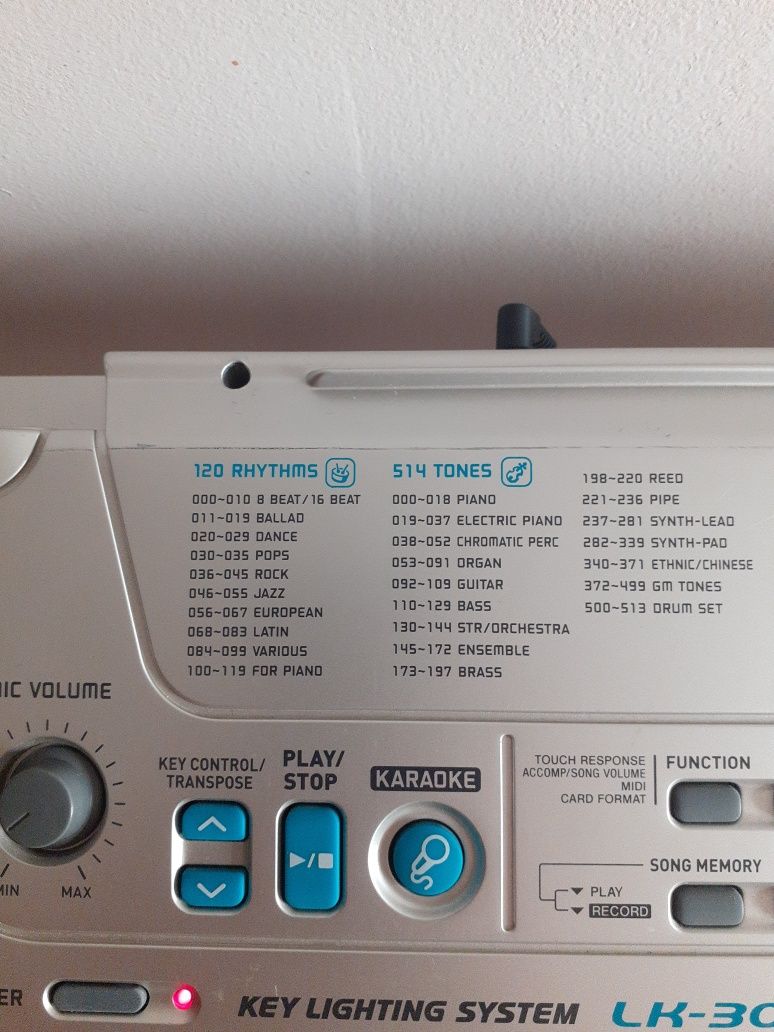 120 RHYTHMS
000~010 8 BEAT/16 BEAT
011~019 BALLAD
020~029 DANCE
030~035 POPS
036~045 ROCK
046~055 JAZZ
056~067 EUROPEAN
068~083 LATIN
084~099 VARIOUS
100~119 FOR PIANO
514 TONES
000~018 PIANO
019~037 ELECTRIC PIANO
038~052 CHROMATIC PERC
053~091 ORGAN
092~109 GUITAR
110~129 BASS
130~144 STR/ORCHESTRA
145~172 ENSEMBLE
173~197 BRASS
198~220 REED
221~236 PIPE
237~281 SYNTH-LEAD
282~339 SYNTH-PAD
340~371 ETHNIC/CHINESE
372~499 GM TONES
500~513 DRUM SET
VOLUME
MIN
MAX
KEY CONTROL/
TRANSPOSE
PLAY/
STOP
KARAOKE
TOUCH RESPONSE
ACCOMP/SONG VOLUME
MIDI
CARD FORMAT
FUNCTION
SONG MEMORY
PLAY
RECORD
KEY LIGHTING SYSTEM
LK-30